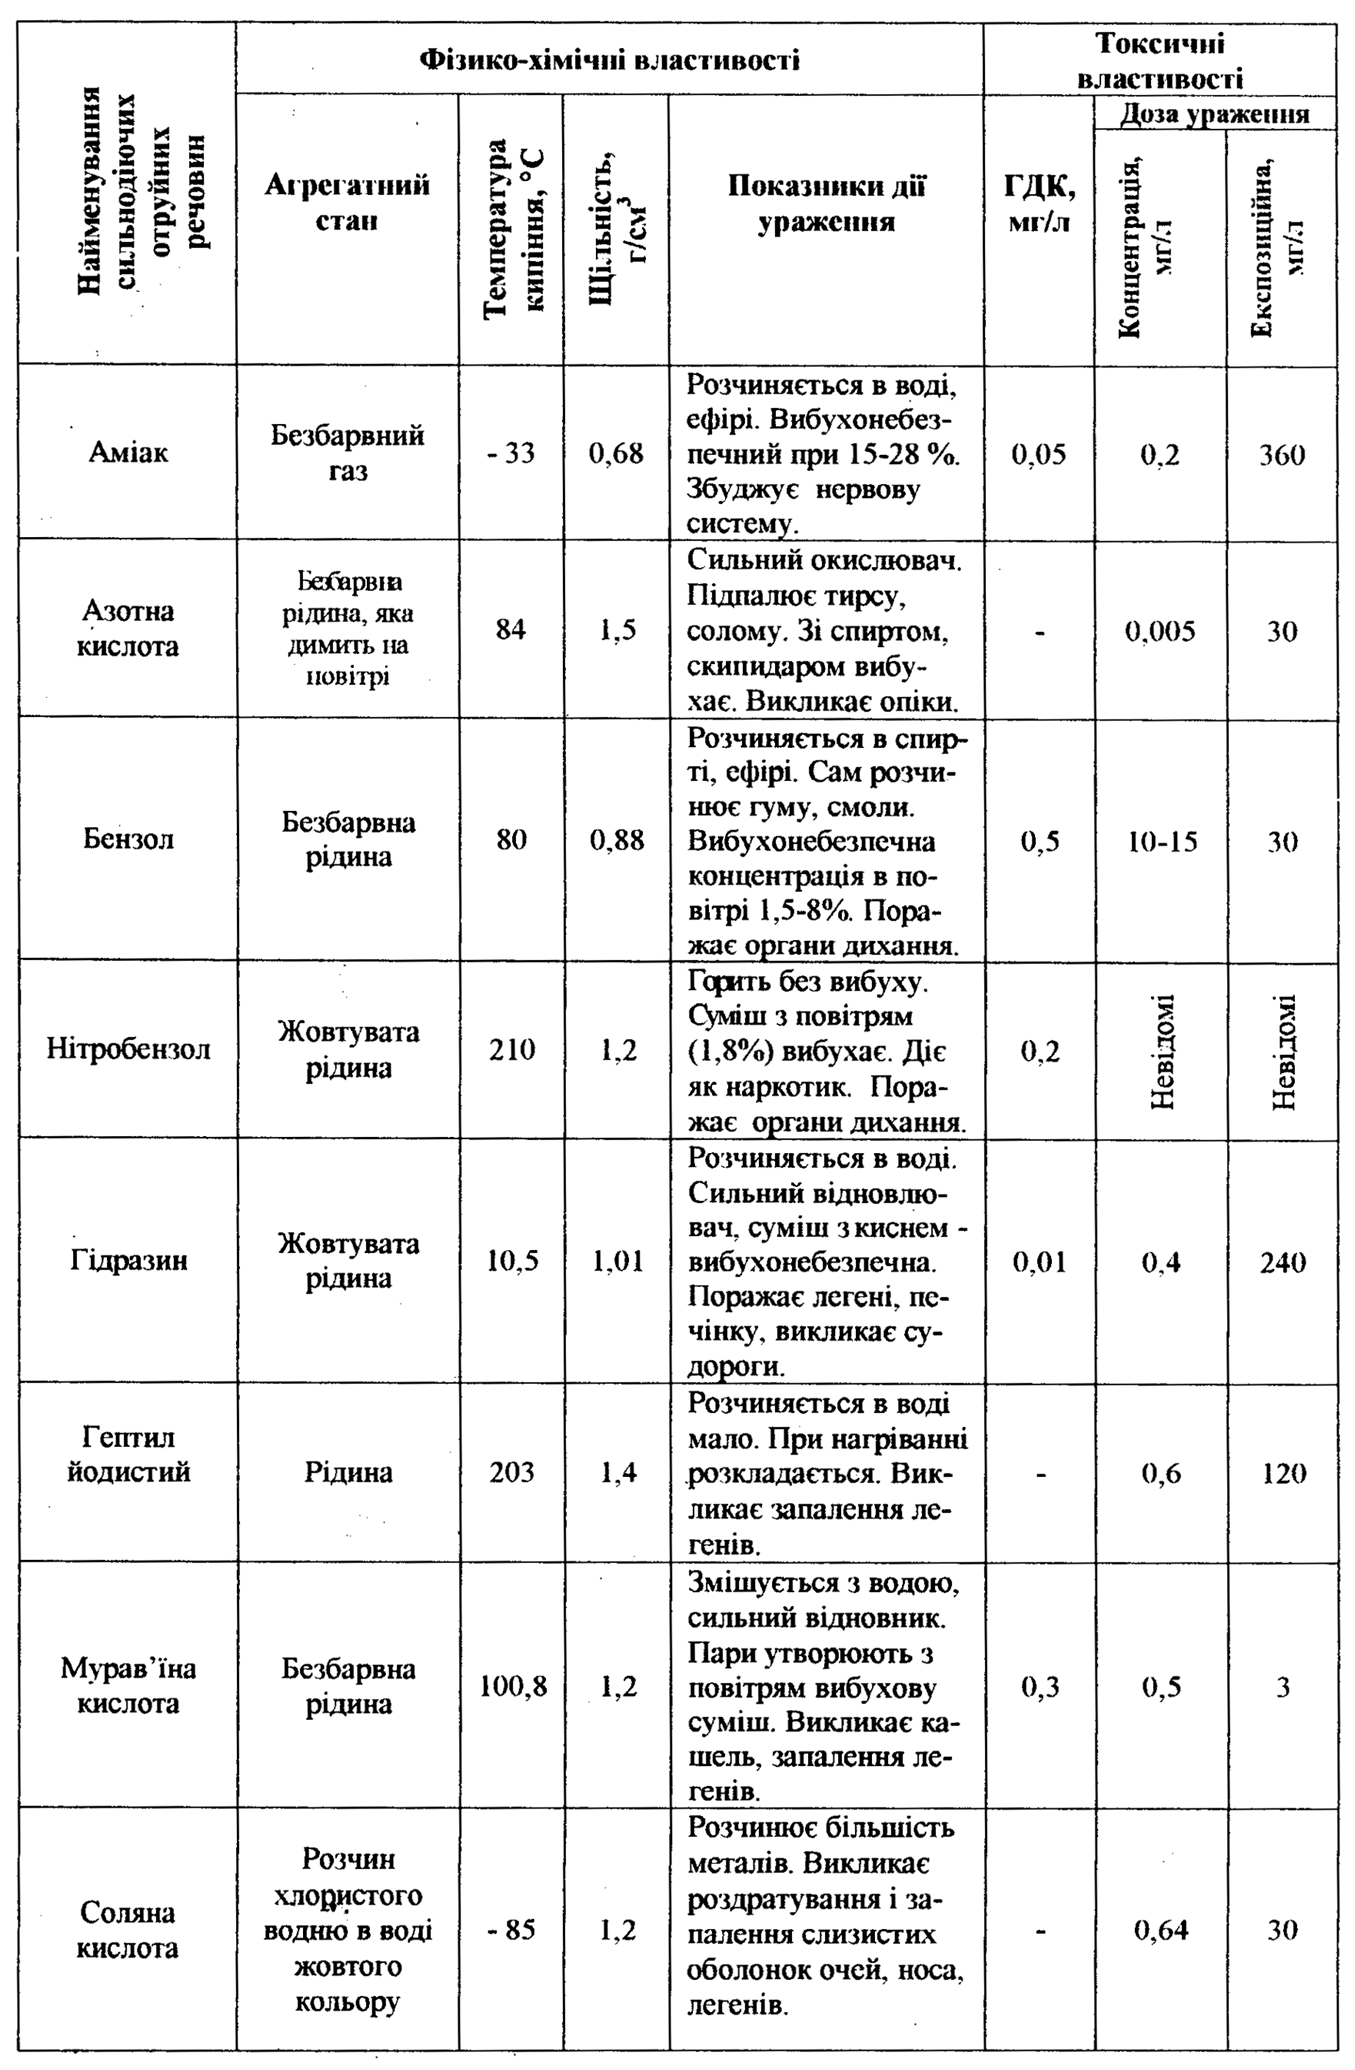 Найменування
сильнодіючих
отруйних
речовин
Фізико-хімічні властивості
Токсичні
властивості
Агрегатний
стан
Температура
кипіння, °С
Щільність,
г/см³
Показники дії
ураження
ГДК,
мг/л
Доза ураження
Концентрація,
мг/л
Експозиційна,
мг/л
Аміак
Безбарвний
газ
- 33
0,68
Розчиняється в воді,
ефірі. Вибухонебез-
печний при 15-28 %.
Збуджує нервову
систему.
0,05
0,2
360
Азотна
кислота
Безбарвна
рідина, яка
димить на
повітрі
84
1,5
Сильний окислювач.
Підпалює тирсу,
солому. Зі спиртом,
скипидаром вибу-
хає. Викликає опіки.
-
0,005
30
Бензол
Безбарвна
рідина
80
0,88
Розчиняється в спир-
ті, ефірі. Сам розчи-
нює гуму, смоли.
Вибухонебезпечна
концентрація в по-
вітрі 1,5-8%. Пора-
жає органи дихання.
0,5
10-15
30
Нітробензол
Жовтувата
рідина
210
1,2
Горить без вибуху.
Суміш з повітрям
(1,8%) вибухає. Діє
як наркотик. Пора-
жає органи дихання.
0,2
Невідомі
Невідомі
Гідразин
Жовтувата
рідина
10,5
1,01
Розчиняється в воді.
Сильний відновлю-
вач, суміш з киснем -
вибухонебезпечна.
Поражає легені, пе-
чінку, викликає су-
дороги.
0,01
0,4
240
Гептил
йодистий
Рідина
203
1,4
Розчиняється в воді
мало. При нагріванні
розкладається. Вик-
ликає запалення ле-
генів.
-
0,6
120
Мурав’їна
кислота
Безбарвна
рідина
100,8
1,2
Змішується з водою,
сильний відновник.
Пари утворюють з
повітрям вибухову
суміш. Викликає ка-
шель, запалення ле-
генів.
0,3
0,5
3
Соляна
кислота
Розчин
хлористого
водню в воді
жовтого
кольору
- 85
1,2
Розчинює більшість
металів. Викликає
роздратування і за-
палення слизистих
оболонок очей, носа,
легенів.
-
0,64
30